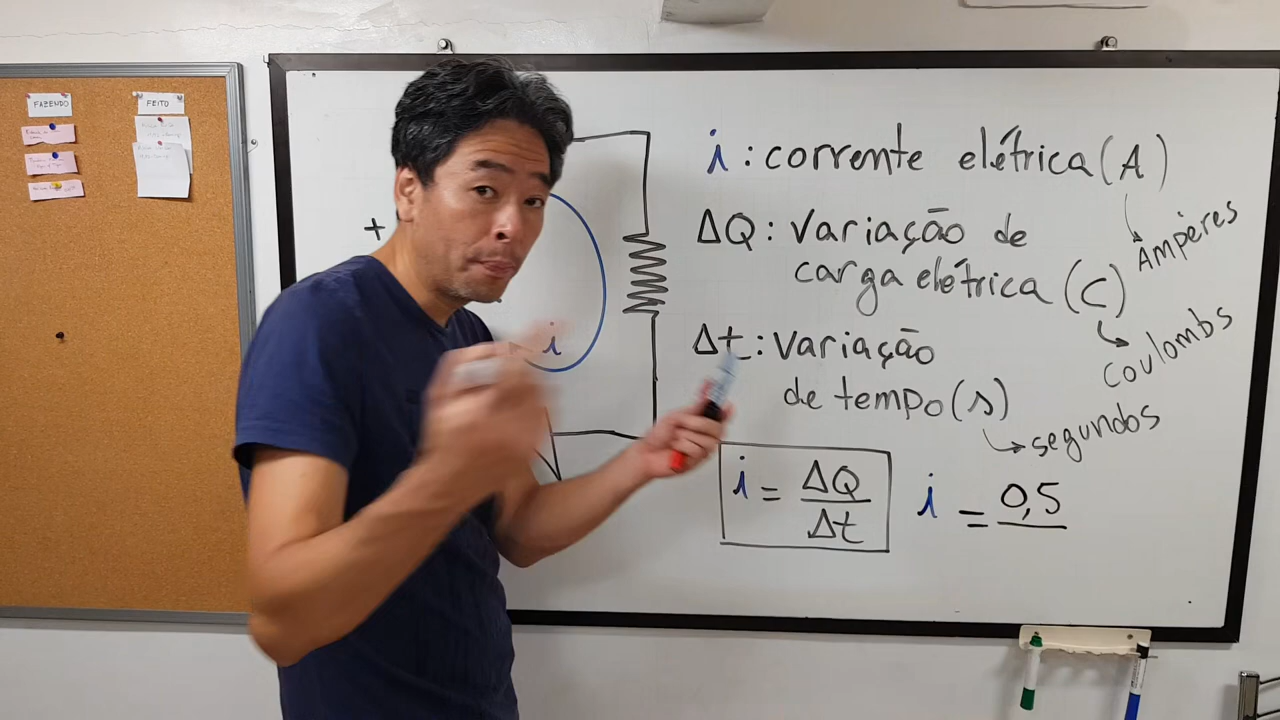 FAZENDO
FEITO
+
i
i: corrente elétrica (A)
Ampères
ΔQ: Variação de
carga elétrica (C)
Coulombs
Δt: Variação
de tempo (s)
segundos
i = ΔQ/Δt
i = 0,5